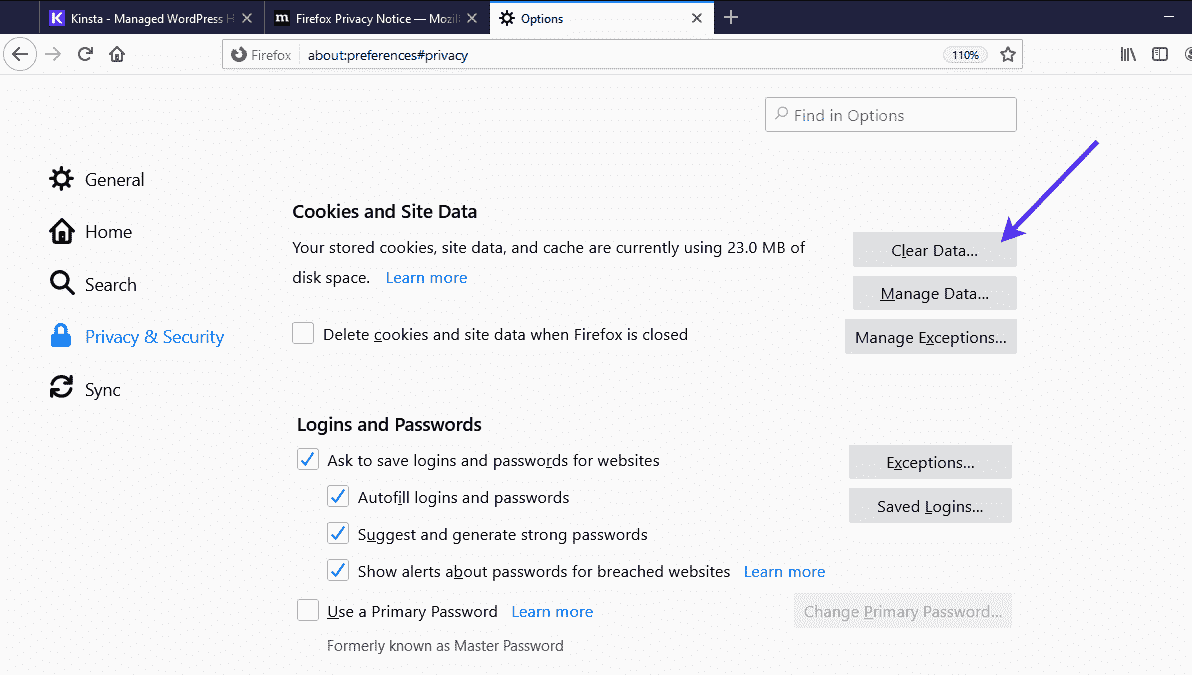 Kinsta - Managed WordPress H
Firefox Privacy Notice — Mozil
Options
Firefox
about:preferences#privacy
110%
Find in Options
General
Home
Search
Privacy & Security
Sync
Cookies and Site Data
Your stored cookies, site data, and cache are currently using 23.0 MB of
disk space. Learn more
Clear Data...
Manage Data...
Delete cookies and site data when Firefox is closed
Manage Exceptions...
Logins and Passwords
Ask to save logins and passwords for websites
Exceptions...
Autofill logins and passwords
Saved Logins...
Suggest and generate strong passwords
Show alerts about passwords for breached websites Learn more
Use a Primary Password Learn more
Change Primary Password...
Formerly known as Master Password